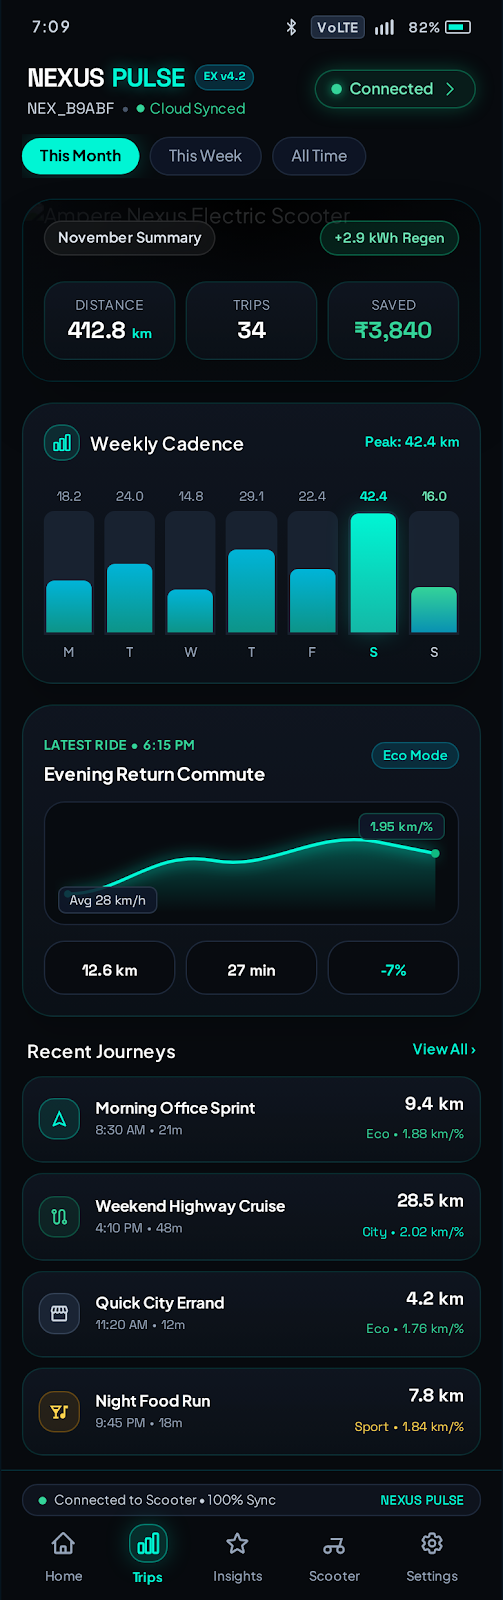 7:09
VoLTE
82%
NEXUS PULSE EX v4.2
Connected
NEX_B9ABF • Cloud Synced
This Month
This Week
All Time
Ampere Nexus Electric Scooter
November Summary
+2.9 kWh Regen
DISTANCE
412.8 km
TRIPS
34
SAVED
₹3,840
Weekly Cadence
Peak: 42.4 km
18.2 24.0 14.8 29.1 22.4 42.4 16.0
M T W T F S S
LATEST RIDE • 6:15 PM
Evening Return Commute
Eco Mode
1.95 km/%
Avg 28 km/h
12.6 km
27 min
-7%
Recent Journeys
View All ›
Morning Office Sprint
8:30 AM • 21m
9.4 km
Eco • 1.88 km/%
Weekend Highway Cruise
4:10 PM • 48m
28.5 km
City • 2.02 km/%
Quick City Errand
11:20 AM • 12m
4.2 km
Eco • 1.76 km/%
Night Food Run
9:45 PM • 18m
7.8 km
Sport • 1.84 km/%
Connected to Scooter • 100% Sync
NEXUS PULSE
Home
Trips
Insights
Scooter
Settings